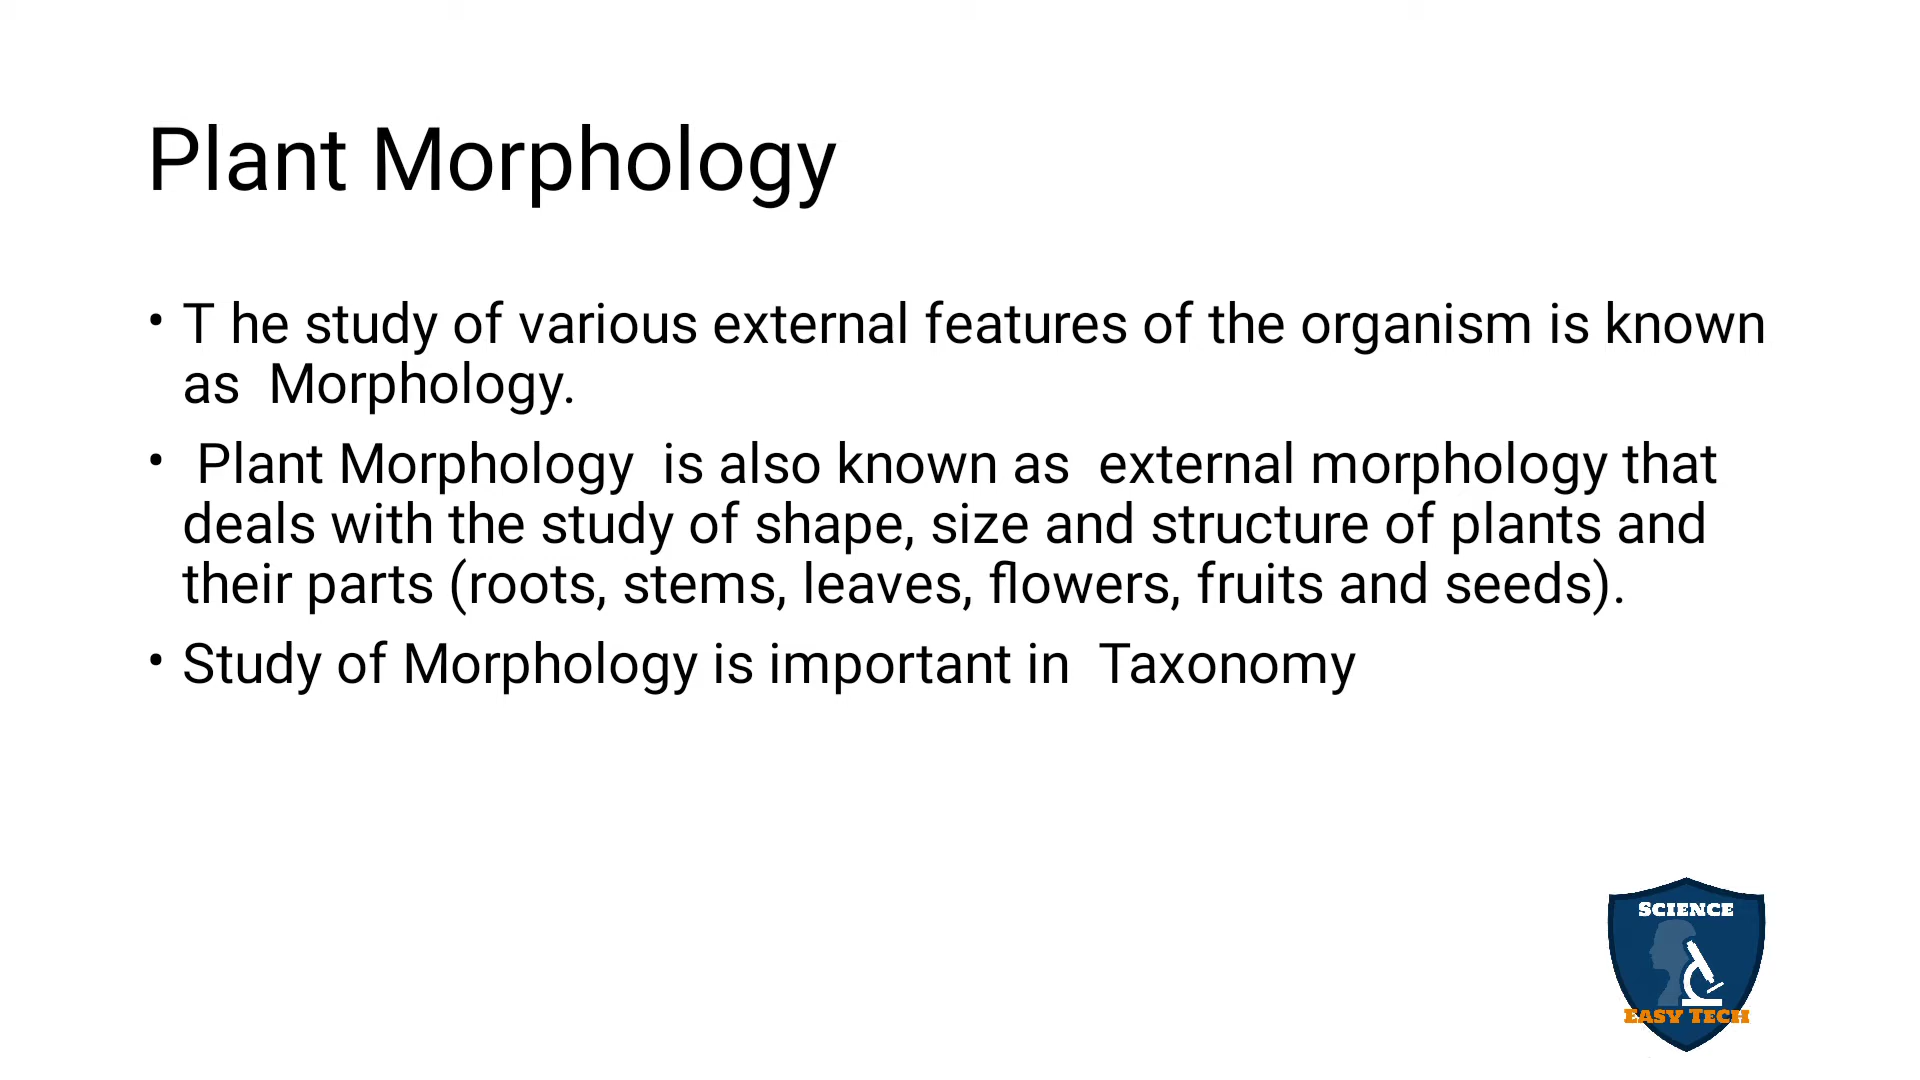 Plant Morphology
• T he study of various external features of the organism is known
as  Morphology.
•  Plant Morphology  is also known as  external morphology that
deals with the study of shape, size and structure of plants and
their parts (roots, stems, leaves, flowers, fruits and seeds).
• Study of Morphology is important in  Taxonomy
SCIENCE
EASY TECH